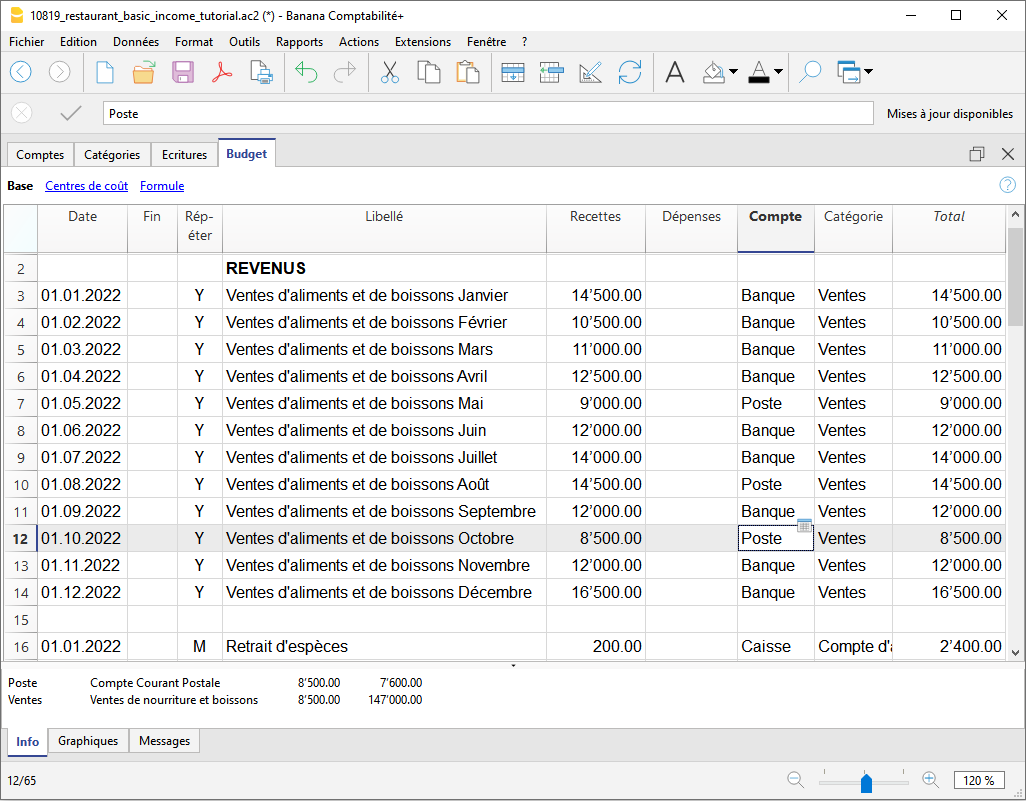 10819_restaurant_basic_income_tutorial.ac2 (*) - Banana Comptabilité+
Fichier Edition Données Format Outils Rapports Actions Extensions Fenêtre ?
Poste Mises à jour disponibles
Comptes Catégories Ecritures Budget
Base Centres de coût Formule
Date Fin Rép-éter Libellé Recettes Dépenses Compte Catégorie Total
2 REVENUS
3 01.01.2022 Y Ventes d'aliments et de boissons Janvier 14’500.00 Banque Ventes 14’500.00
4 01.02.2022 Y Ventes d'aliments et de boissons Février 10’500.00 Banque Ventes 10’500.00
5 01.03.2022 Y Ventes d'aliments et de boissons Mars 11’000.00 Banque Ventes 11’000.00
6 01.04.2022 Y Ventes d'aliments et de boissons Avril 12’500.00 Banque Ventes 12’500.00
7 01.05.2022 Y Ventes d'aliments et de boissons Mai 9’000.00 Poste Ventes 9’000.00
8 01.06.2022 Y Ventes d'aliments et de boissons Juin 12’000.00 Banque Ventes 12’000.00
9 01.07.2022 Y Ventes d'aliments et de boissons Juillet 14’000.00 Banque Ventes 14’000.00
10 01.08.2022 Y Ventes d'aliments et de boissons Août 14’500.00 Poste Ventes 14’500.00
11 01.09.2022 Y Ventes d'aliments et de boissons Septembre 12’000.00 Banque Ventes 12’000.00
12 01.10.2022 Y Ventes d'aliments et de boissons Octobre 8’500.00 Poste Ventes 8’500.00
13 01.11.2022 Y Ventes d'aliments et de boissons Novembre 12’000.00 Banque Ventes 12’000.00
14 01.12.2022 Y Ventes d'aliments et de boissons Décembre 16’500.00 Banque Ventes 16’500.00
15
16 01.01.2022 M Retrait d'espèces 200.00 Caisse Compte d'a 2’400.00
Poste Compte Courant Postale 8’500.00 7’600.00
Ventes Ventes de nourriture et boissons 8’500.00 147’000.00
Info Graphiques Messages
12/65 120 %